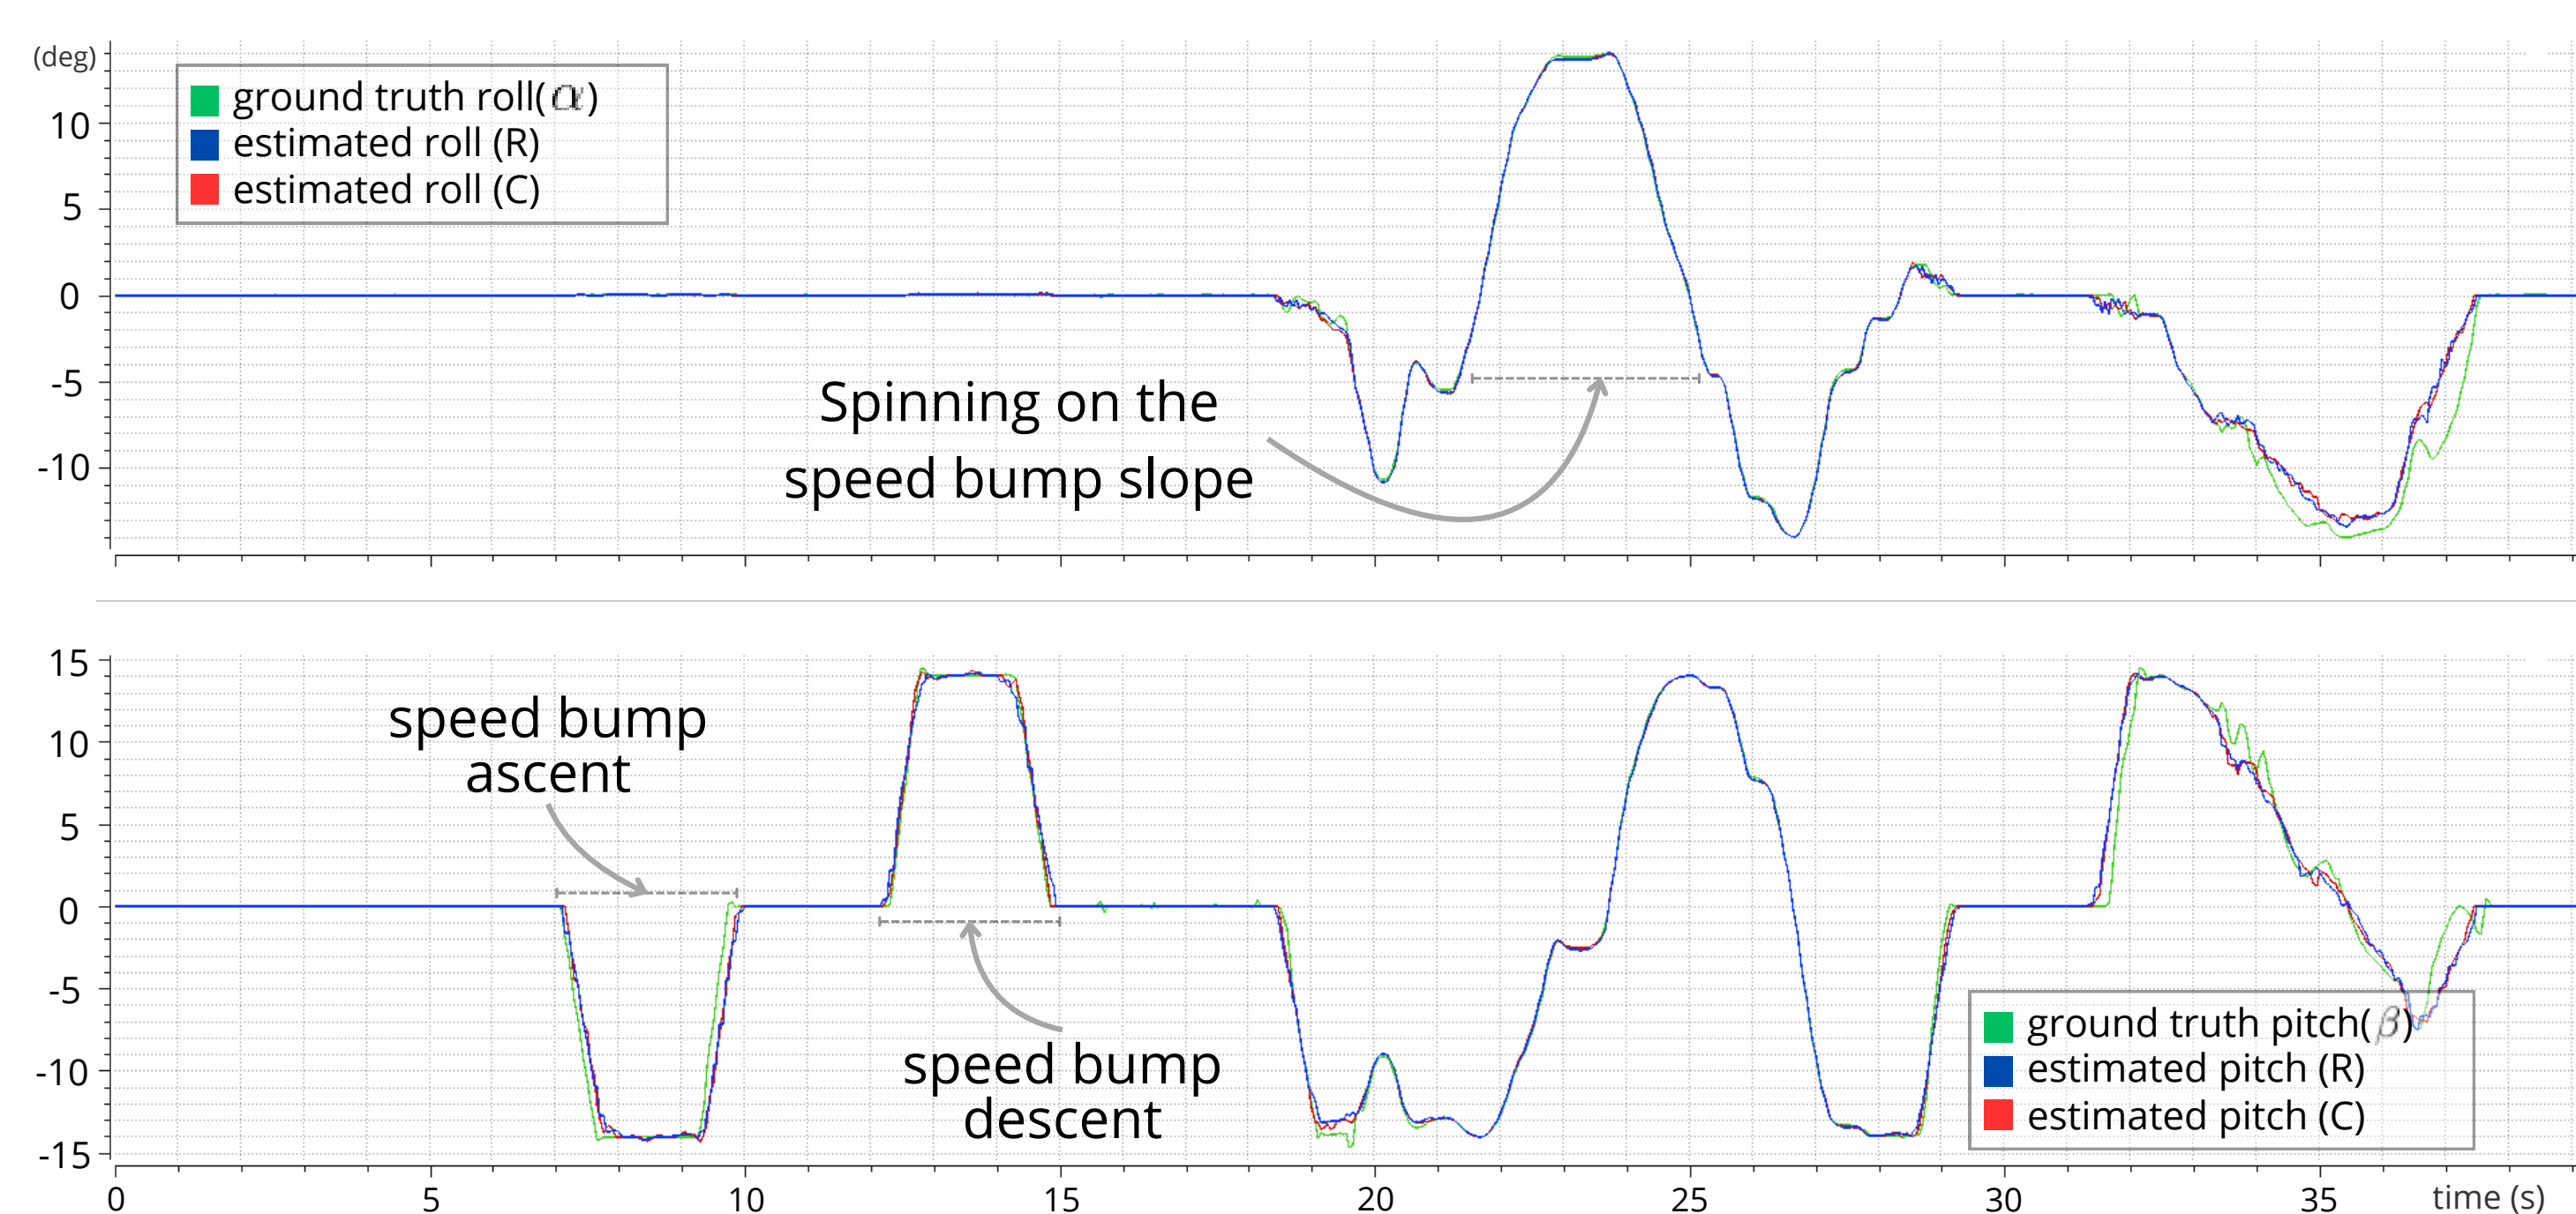 (deg)
ground truth roll(α)
estimated roll (R)
estimated roll (C)
10
5
0
-5
-10
Spinning on the
speed bump slope
15
10
5
0
-5
-10
-15
speed bump
ascent
speed bump
descent
ground truth pitch(β)
estimated pitch (R)
estimated pitch (C)
0 5 10 15 20 25 30 35 time (s)